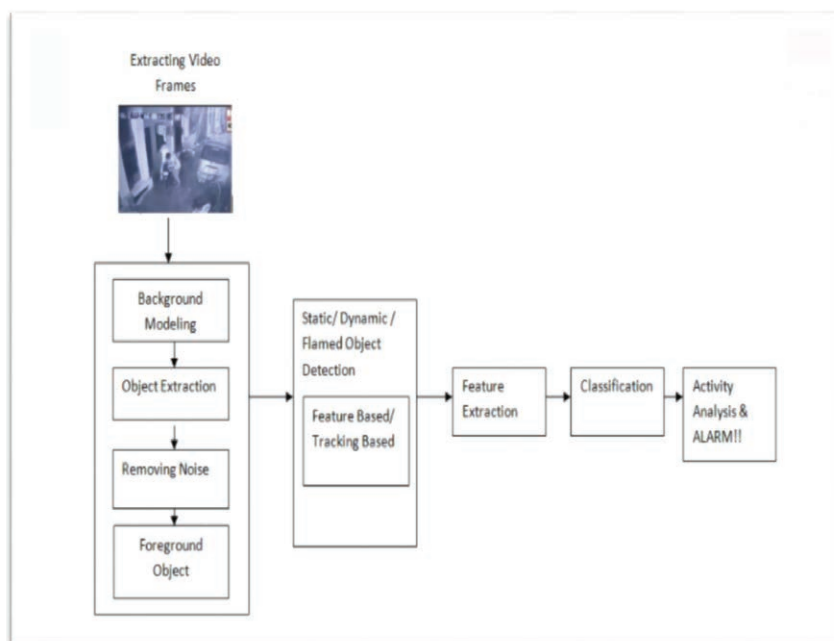 Extracting Video
Frames
Background
Modeling
Object Extraction
Removing Noise
Foreground
Object
Static/ Dynamic /
Flamed Object
Detection
Feature Based/
Tracking Based
Feature
Extraction
Classification
Activity
Analysis &
ALARM!!